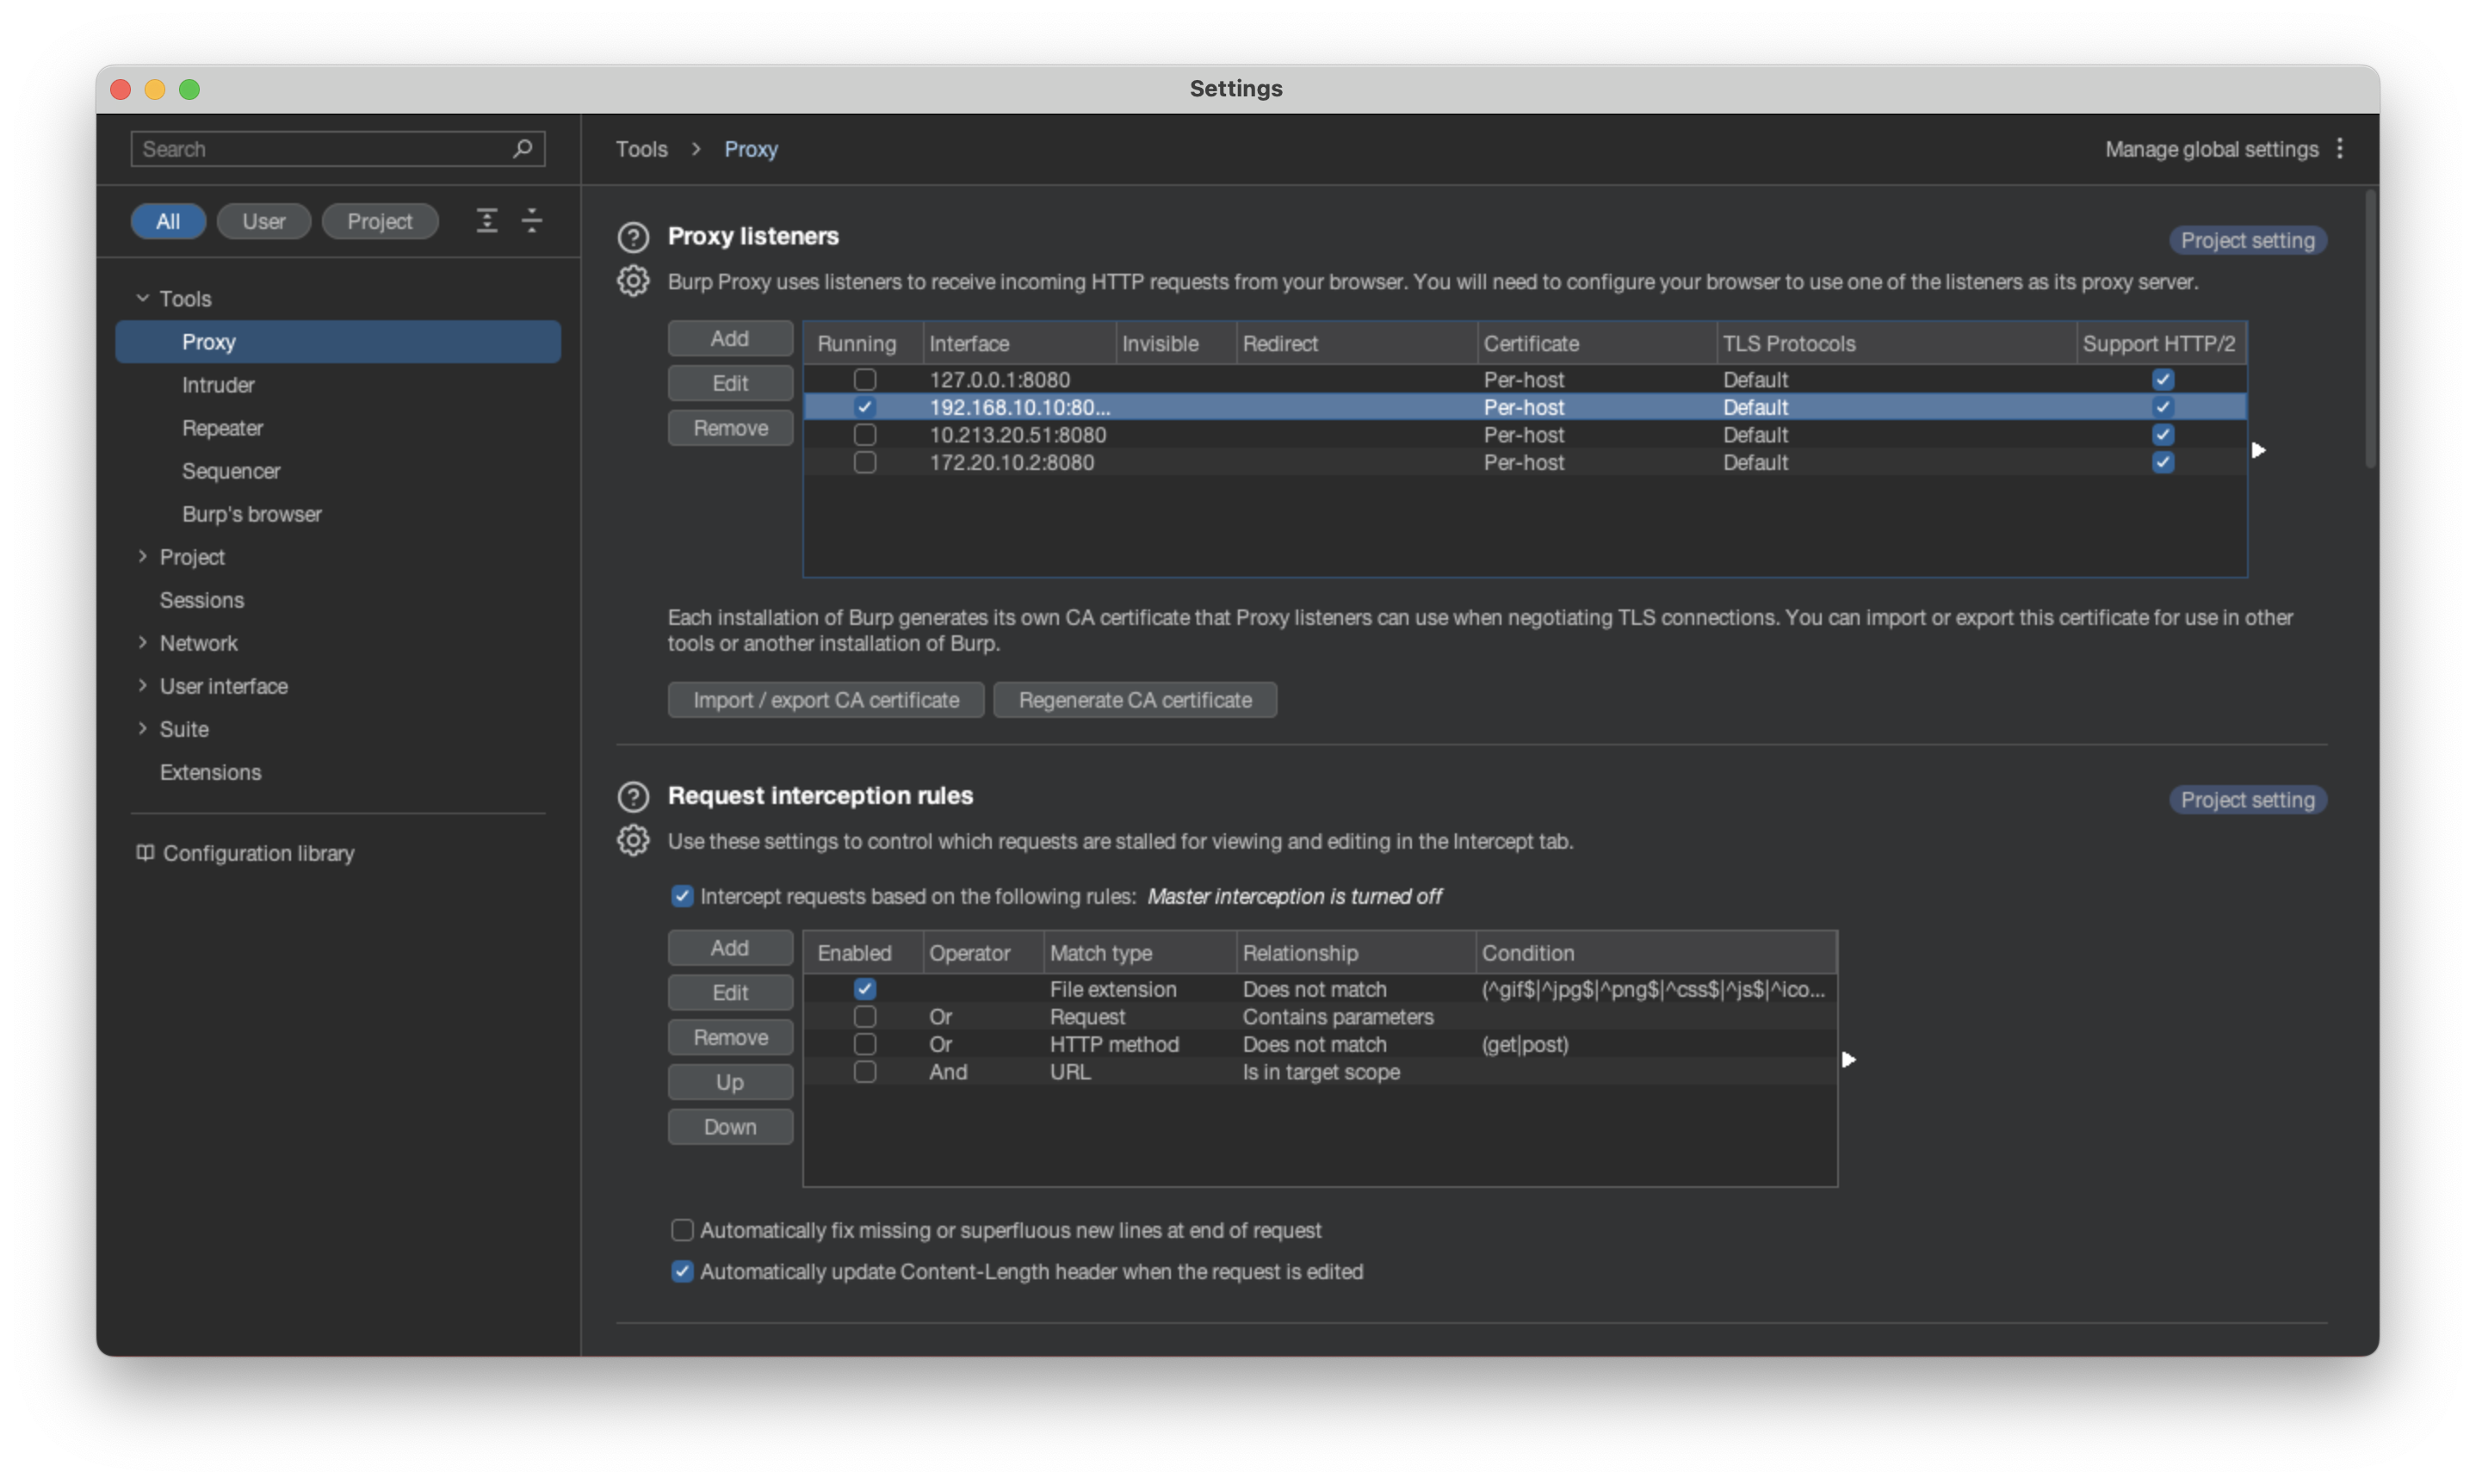 Settings
Search
All User Project
Tools
Proxy
Intruder
Repeater
Sequencer
Burp's browser
Project
Sessions
Network
User interface
Suite
Extensions
Configuration library
Tools > Proxy
Manage global settings
Proxy listeners
Project setting
Burp Proxy uses listeners to receive incoming HTTP requests from your browser. You will need to configure your browser to use one of the listeners as its proxy server.
Add
Edit
Remove
Running Interface Invisible Redirect Certificate TLS Protocols Support HTTP/2
127.0.0.1:8080 Per-host Default
192.168.10.10:80... Per-host Default
10.213.20.51:8080 Per-host Default
172.20.10.2:8080 Per-host Default
Each installation of Burp generates its own CA certificate that Proxy listeners can use when negotiating TLS connections. You can import or export this certificate for use in other
tools or another installation of Burp.
Import / export CA certificate Regenerate CA certificate
Request interception rules
Project setting
Use these settings to control which requests are stalled for viewing and editing in the Intercept tab.
Intercept requests based on the following rules: Master interception is turned off
Add
Edit
Remove
Up
Down
Enabled Operator Match type Relationship Condition
File extension Does not match (^gif$|^jpg$|^png$|^css$|^js$|^ico...
Or Request Contains parameters
Or HTTP method Does not match (get|post)
And URL Is in target scope
Automatically fix missing or superfluous new lines at end of request
Automatically update Content-Length header when the request is edited